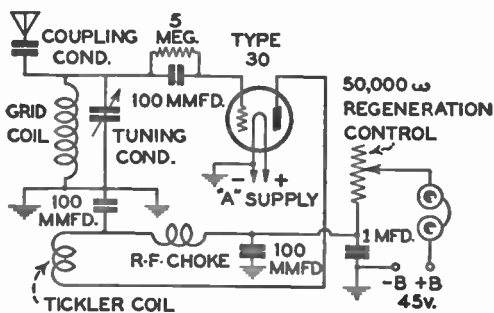 COUPLING
COND.
5
MEG.
TYPE
30
50,000 ω
REGENERATION
CONTROL
GRID
COIL
TUNING
COND.
100 MMFD.
- +
"A" SUPPLY
100
MMFD.
R-F-CHOKE
100
MMFD
1 MFD.
-B +B
45v.
TICKLER COIL